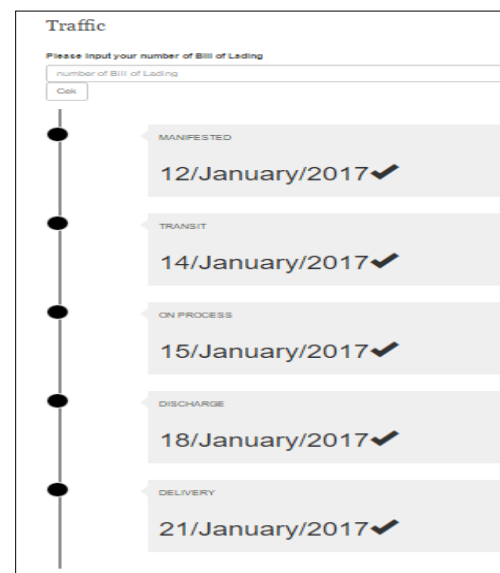 Traffic
Please Input your number of Bill of Lading
number of Bill of Lading
Cek
MANIFESTED
12/January/2017✔
TRANSIT
14/January/2017✔
ON PROCESS
15/January/2017✔
DISCHARGE
18/January/2017✔
DELIVERY
21/January/2017✔